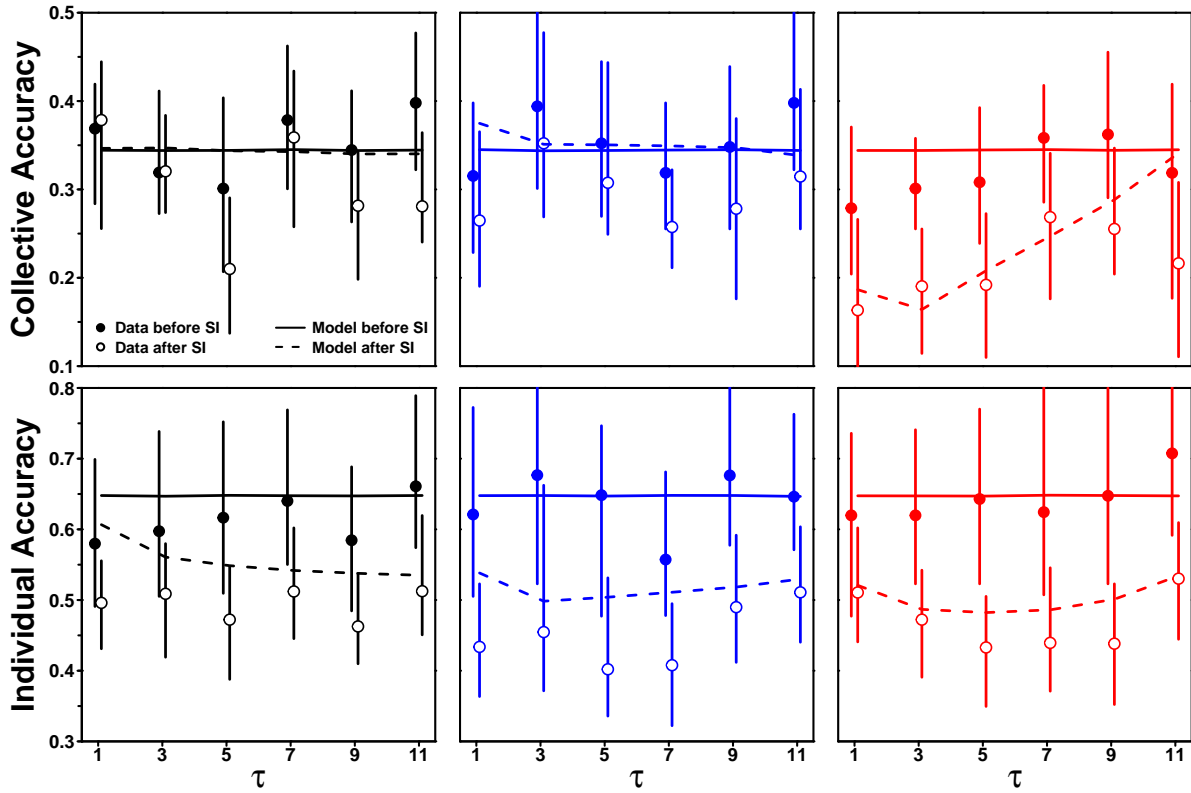 Collective Accuracy
0.5
0.4
0.3
0.2
0.1
Data before SI
Model before SI
Data after SI
Model after SI
Individual Accuracy
0.8
0.7
0.6
0.5
0.4
0.3
1 3 5 7 9 11
1 3 5 7 9 11
1 3 5 7 9 11
τ
τ
τ